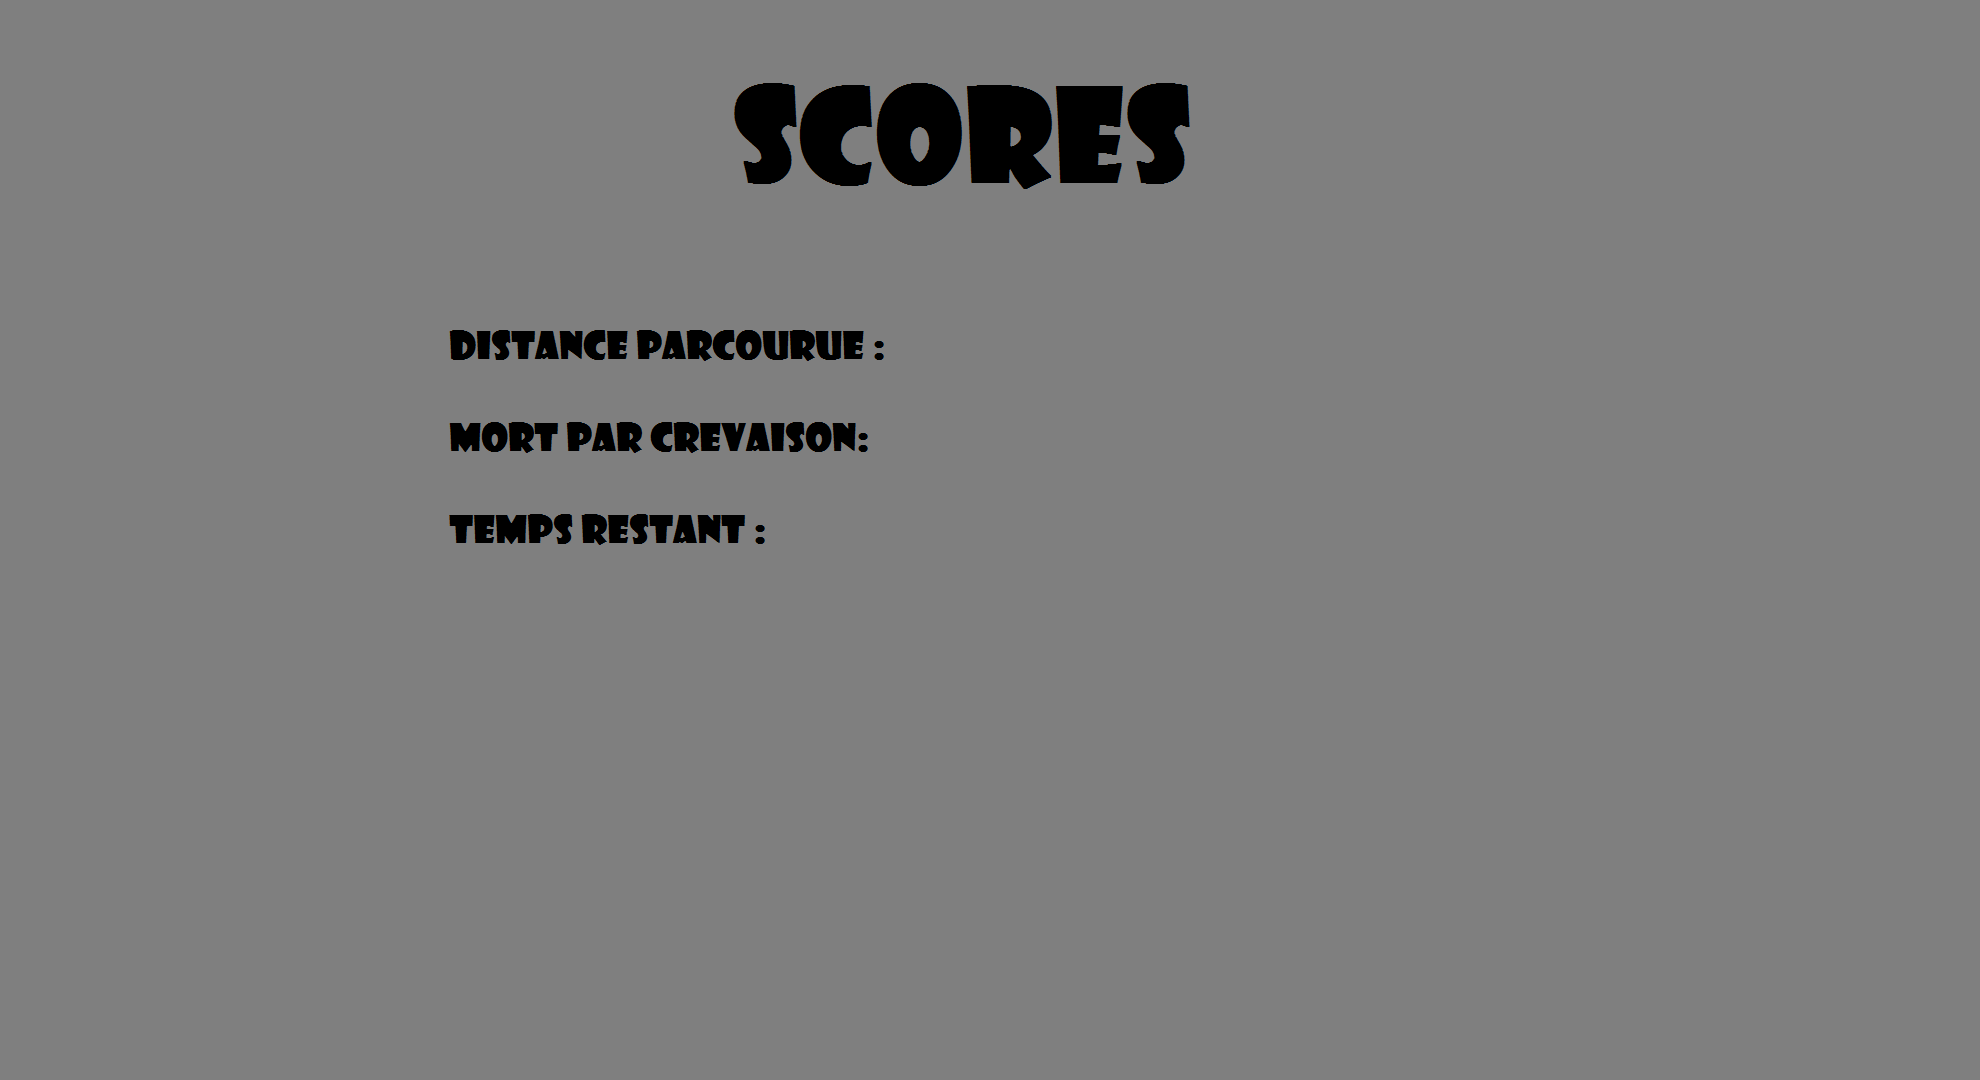 SCORES
DISTANCE PARCOURUE :
MORT PAR CREVAISON:
TEMPS RESTANT :